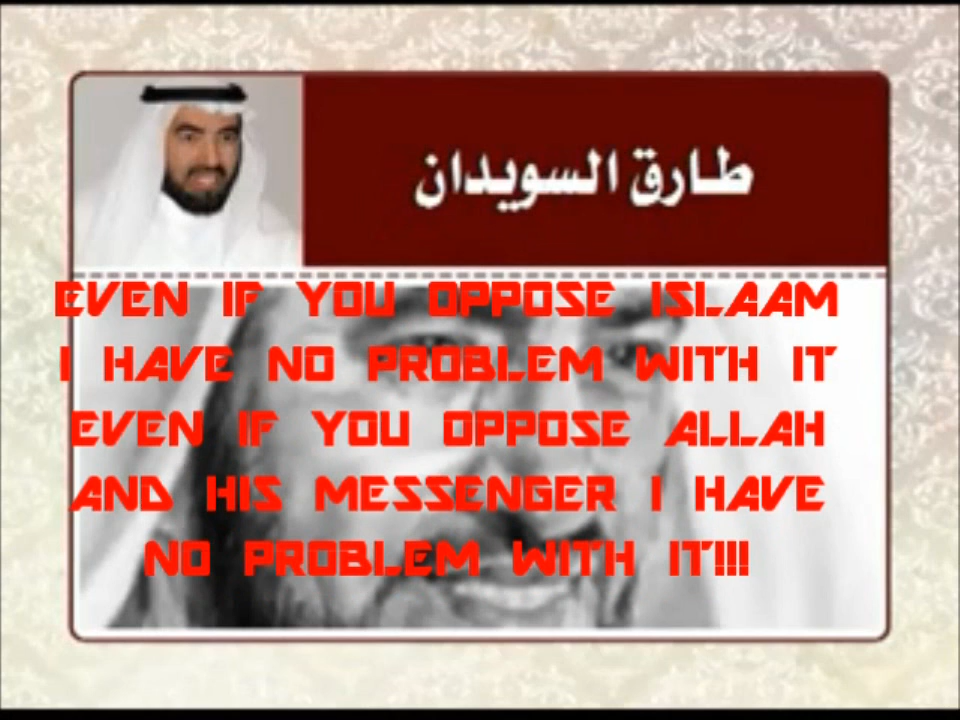 طارق السويدان
EVEN IF YOU OPPOSE ISLAAM
I HAVE NO PROBLEM WITH IT
EVEN IF YOU OPPOSE ALLAH
AND HIS MESSENGER I HAVE
NO PROBLEM WITH IT!!!